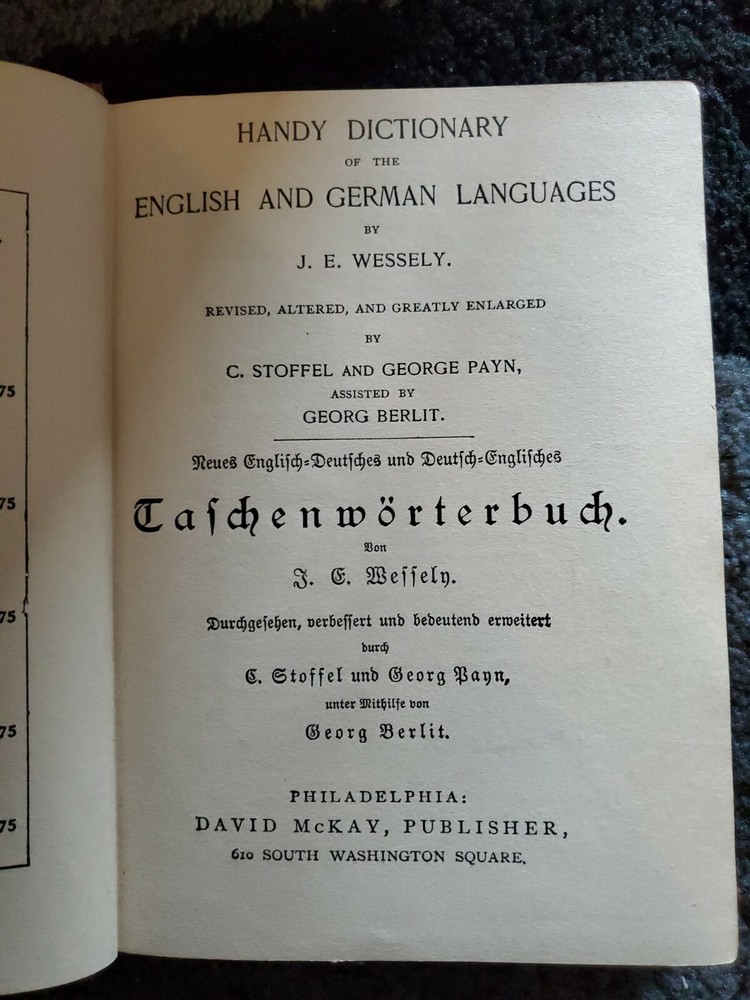 HANDY DICTIONARY
OF THE
ENGLISH AND GERMAN LANGUAGES
BY
J. E. WESSELY.
REVISED, ALTERED, AND GREATLY ENLARGED
BY
C. STOFFEL AND GEORGE PAYN,
ASSISTED BY
GEORG BERLIT.
Neues Engliſch=Deutſches und Deutſch=Engliſches
Taſchenwörterbuch.
Von
J. E. Weſſely.
Durchgeſehen, verbeſſert und bedeutend erweitert
durch
C. Stoffel und Georg Payn,
unter Mithilfe von
Georg Berlit.
PHILADELPHIA:
DAVID McKAY, PUBLISHER,
610 SOUTH WASHINGTON SQUARE.
75
75
75
75
75